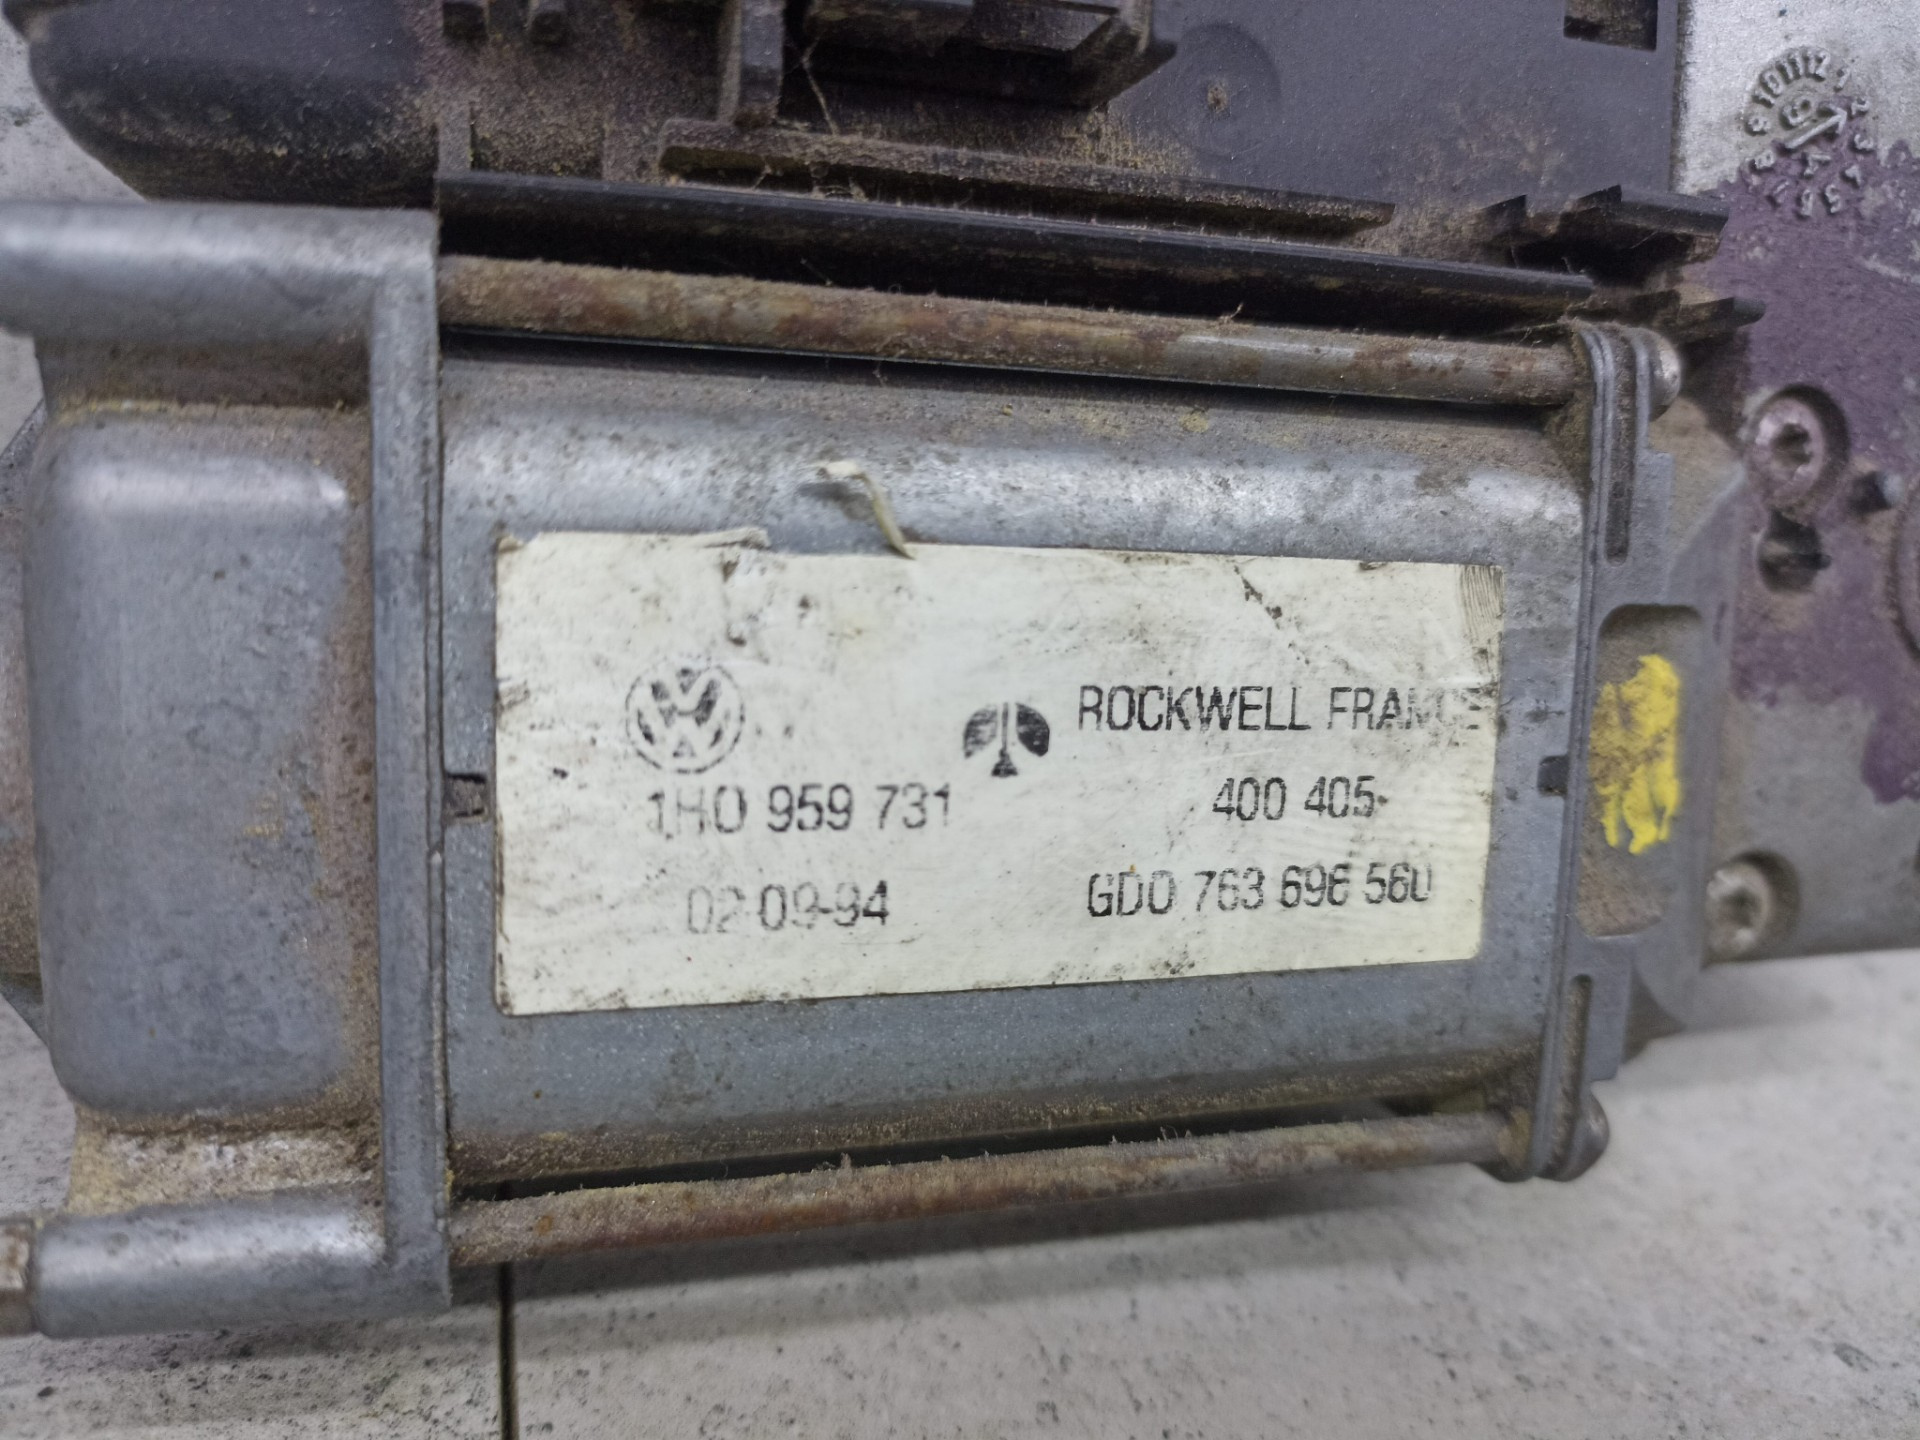 ROCKWELL FRANCE
1H0 959 731
400 405
02-09-94
GD0 763 696 560